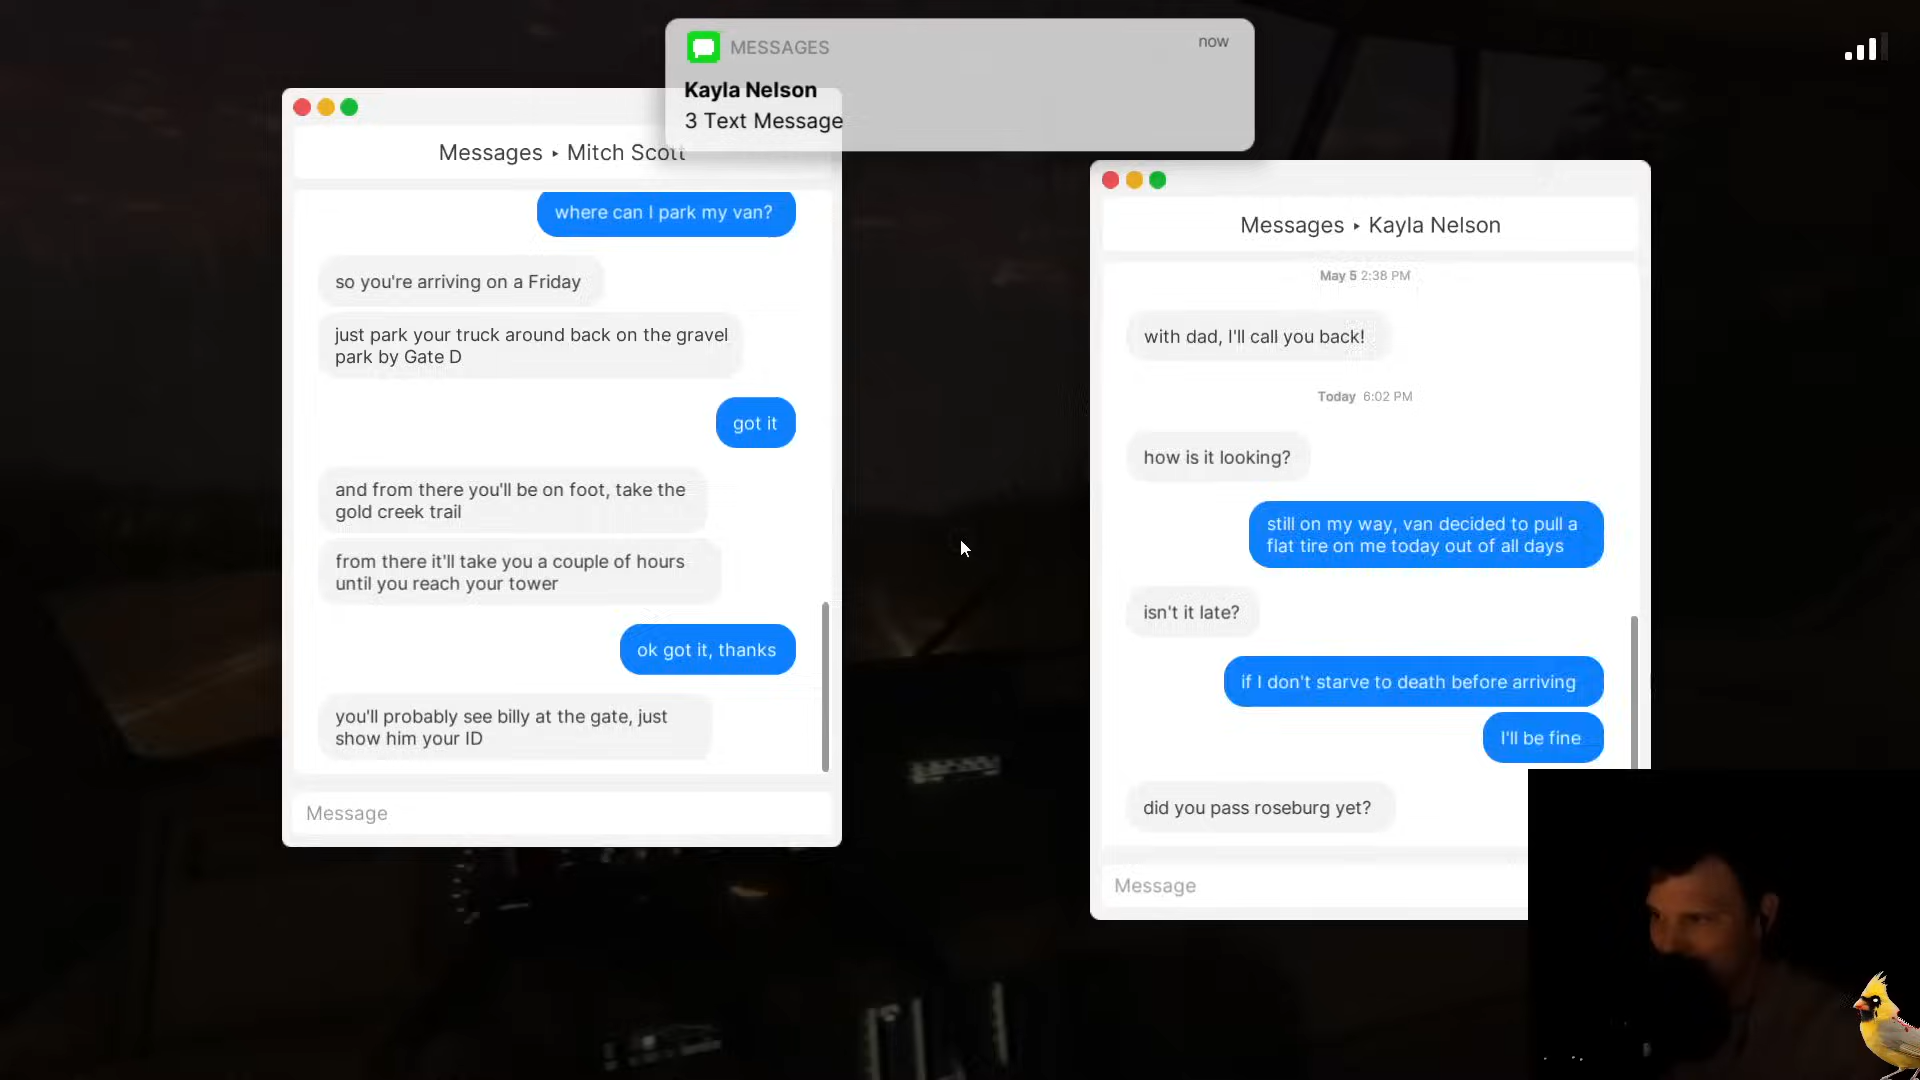 MESSAGES
now
Kayla Nelson
3 Text Message
Messages ▸ Mitch Scott
where can I park my van?
so you're arriving on a Friday
just park your truck around back on the gravel
park by Gate D
got it
and from there you'll be on foot, take the
gold creek trail
from there it'll take you a couple of hours
until you reach your tower
ok got it, thanks
you'll probably see billy at the gate, just
show him your ID
Message
Messages ▸ Kayla Nelson
May 5 2:38 PM
with dad, I'll call you back!
Today 6:02 PM
how is it looking?
still on my way, van decided to pull a
flat tire on me today out of all days
isn't it late?
if I don't starve to death before arriving
I'll be fine
did you pass roseburg yet?
Message